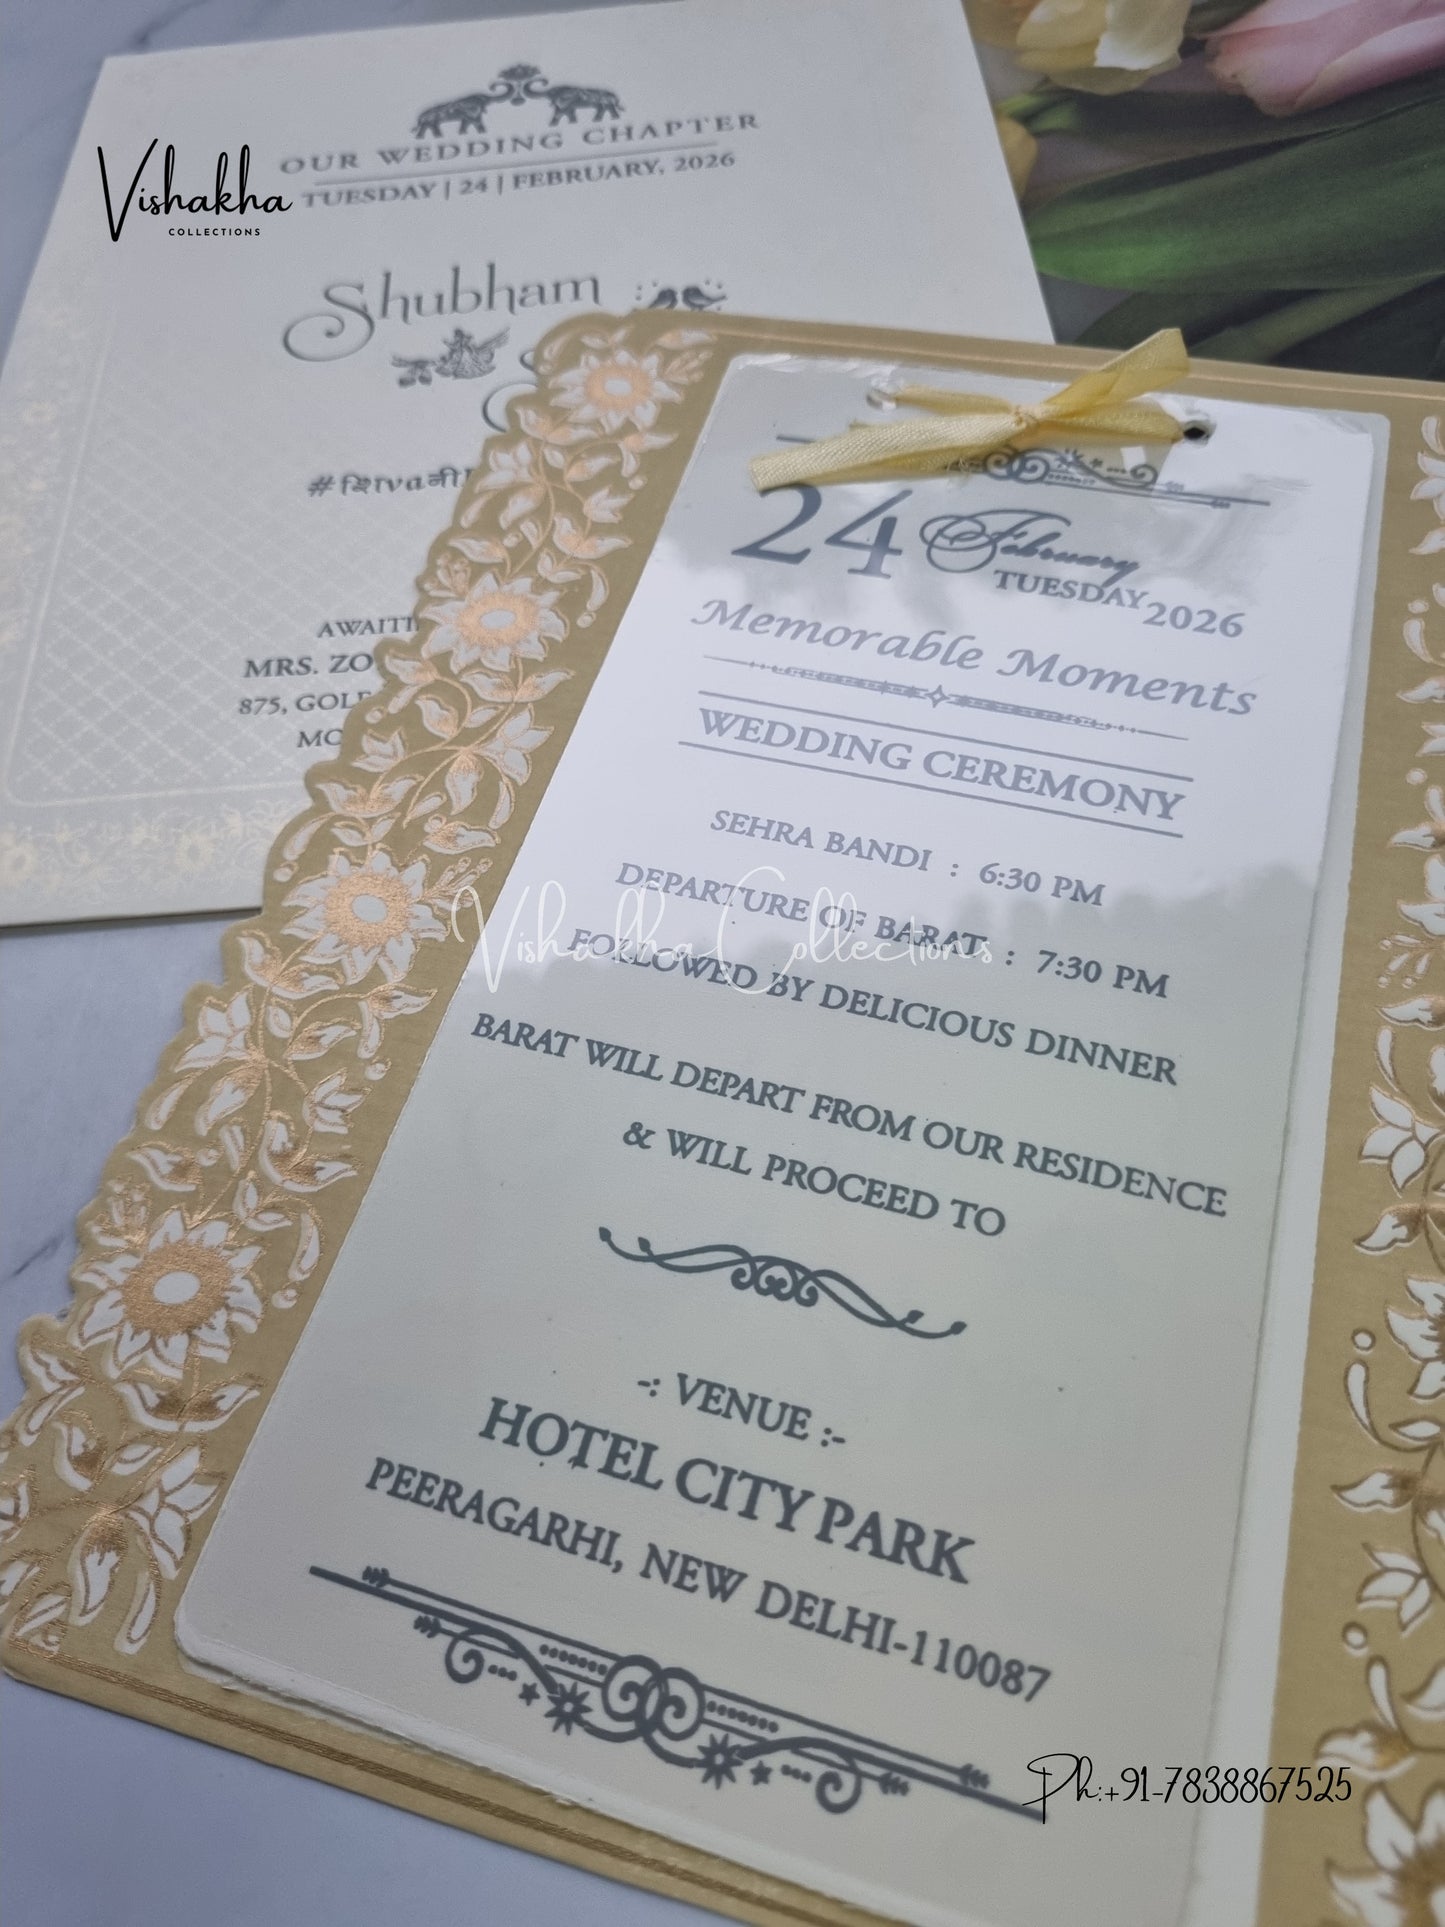 OUR WEDDING CHAPTER
TUESDAY | 24 | FEBRUARY, 2026
Vishakha
COLLECTIONS
Shubham
AWAITI
MRS. ZO
875, GOLF
MO
24 February
TUESDAY 2026
Memorable Moments
WEDDING CEREMONY
SEHRA BANDI : 6:30 PM
DEPARTURE OF BARAT : 7:30 PM
Vishakha Collections
FOLLOWED BY DELICIOUS DINNER
BARAT WILL DEPART FROM OUR RESIDENCE
& WILL PROCEED TO
-: VENUE :-
HOTEL CITY PARK
PEERAGARHI, NEW DELHI-110087
Ph:+91-7838867525